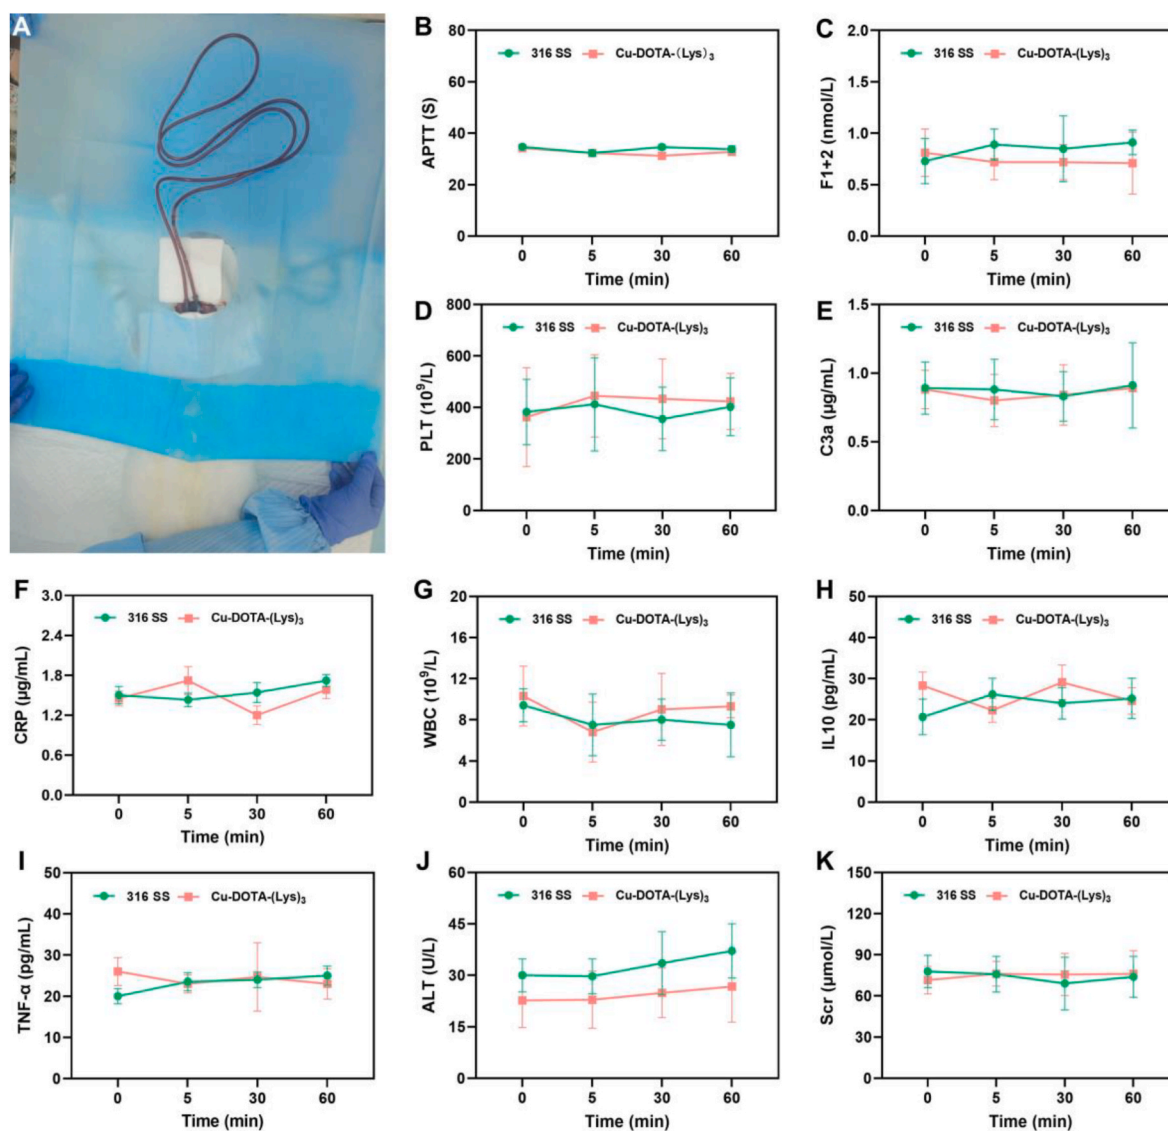 A
B
316 SS
Cu-DOTA-(Lys)3
APTT (S)
80
60
40
20
0
0 5 30 60
Time (min)
C
316 SS
Cu-DOTA-(Lys)3
F1+2 (nmol/L)
2.0
1.5
1.0
0.5
0.0
0 5 30 60
Time (min)
D
316 SS
Cu-DOTA-(Lys)3
PLT (10^9/L)
800
600
400
200
0
0 5 30 60
Time (min)
E
316 SS
Cu-DOTA-(Lys)3
C3a (μg/mL)
1.5
1.0
0.5
0.0
0 5 30 60
Time (min)
F
316 SS
Cu-DOTA-(Lys)3
CRP (μg/mL)
3.0
2.4
1.8
1.2
0.6
0.0
0 5 30 60
Time (min)
G
316 SS
Cu-DOTA-(Lys)3
WBC (10^9/L)
20
16
12
8
4
0
0 5 30 60
Time (min)
H
316 SS
Cu-DOTA-(Lys)3
IL10 (pg/mL)
50
40
30
20
10
0
0 5 30 60
Time (min)
I
316 SS
Cu-DOTA-(Lys)3
TNF-α (pg/mL)
50
40
30
20
10
0
0 5 30 60
Time (min)
J
316 SS
Cu-DOTA-(Lys)3
ALT (U/L)
60
45
30
15
0
0 5 30 60
Time (min)
K
316 SS
Cu-DOTA-(Lys)3
Scr (μmol/L)
150
120
90
60
30
0
0 5 30 60
Time (min)